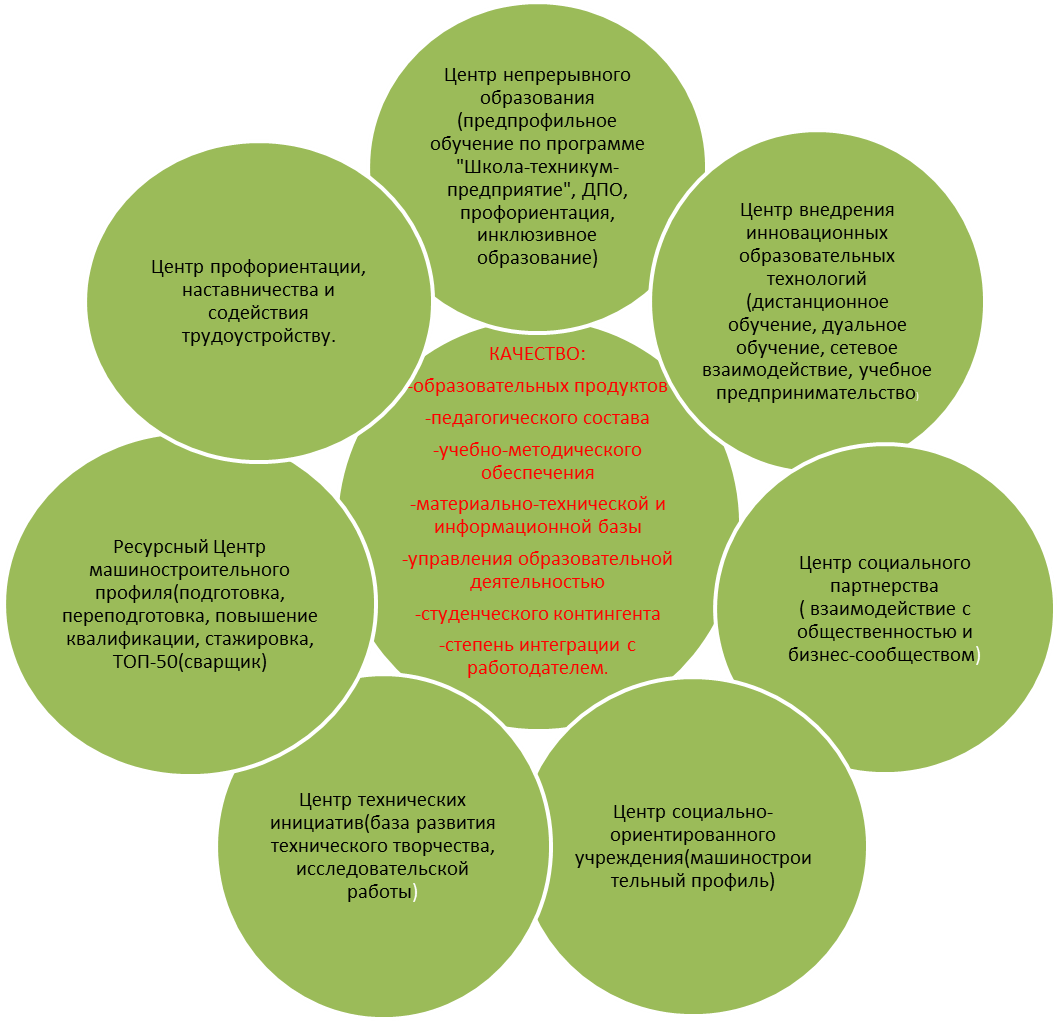 Центр непрерывного
образования
(предпрофильное
обучение по программе
"Школа-техникум-
предприятие", ДПО,
профориентация,
инклюзивное
образование)
Центр внедрения
инновационных
образовательных
технологий
(дистанционное
обучение, дуальное
обучение, сетевое
взаимодействие, учебное
предпринимательство)
Центр социального
партнерства
( взаимодействие с
общественностью и
бизнес-сообществом)
Центр социально-
ориентированного
учреждения(машинострои
тельный профиль)
Центр технических
инициатив(база развития
технического творчества,
исследовательской
работы)
Ресурсный Центр
машиностроительного
профиля(подготовка,
переподготовка, повышение
квалификации, стажировка,
ТОП-50(сварщик)
Центр профориентации,
наставничества и
содействия
трудоустройству.
КАЧЕСТВО:
-образовательных продуктов
-педагогического состава
-учебно-методического
обеспечения
-материально-технической и
информационной базы
-управления образовательной
деятельностью
-студенческого контингента
-степень интеграции с
работодателем.